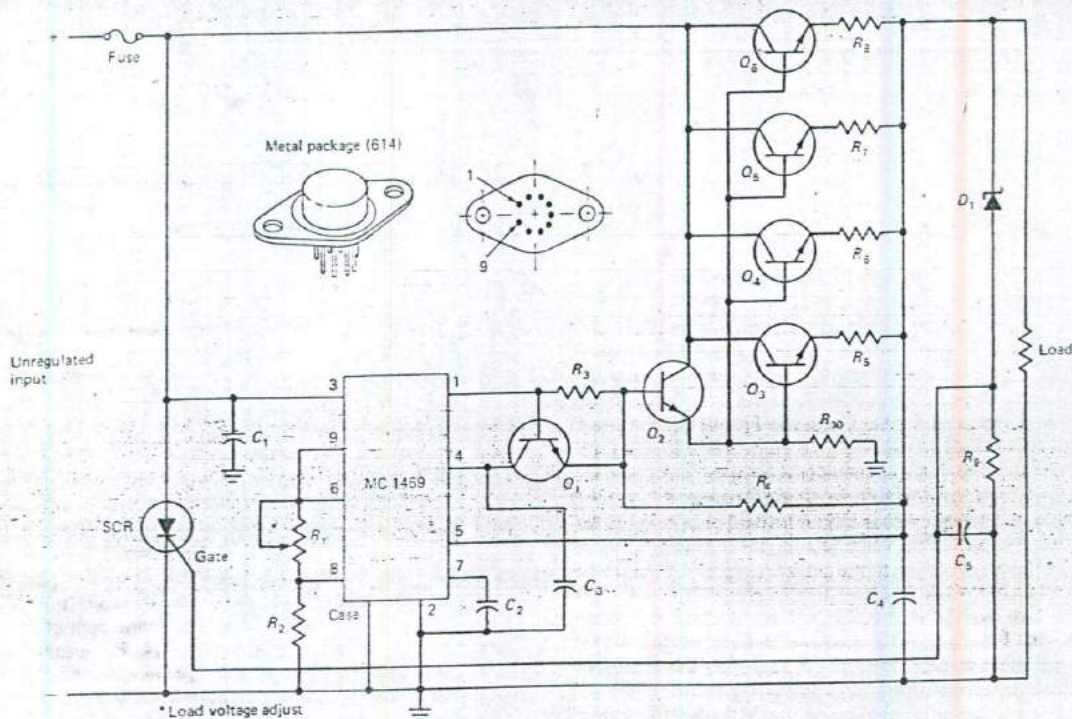 Fuse
Q6
R8
Metal package (614)
1
9
Q5
R7
D1
Q4
R6
Unregulated
input
Load
Q3
R5
3
1
R3
C1
9
Q2
R10
R9
4
MC 1469
Q1
6
R4
SCR
R1
*
5
Gate
C5
8
7
C3
C4
Case
C2
2
R2
* Load voltage adjust